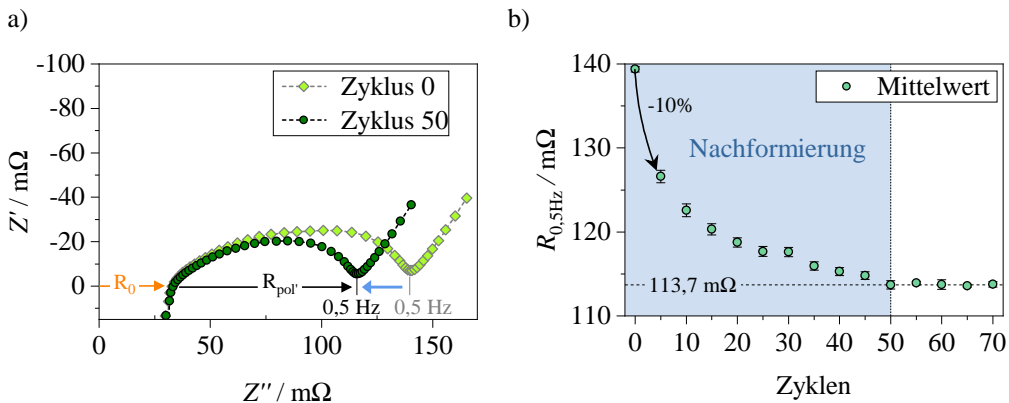 a)
-100
-80
-60
-40
-20
0
Z' / mΩ
Zyklus 0
Zyklus 50
R0
Rpol'
0,5 Hz
0,5 Hz
0
50
100
150
Z'' / mΩ
b)
140
130
120
110
R0,5Hz / mΩ
Mittelwert
-10%
Nachformierung
113,7 mΩ
0
10
20
30
40
50
60
70
Zyklen